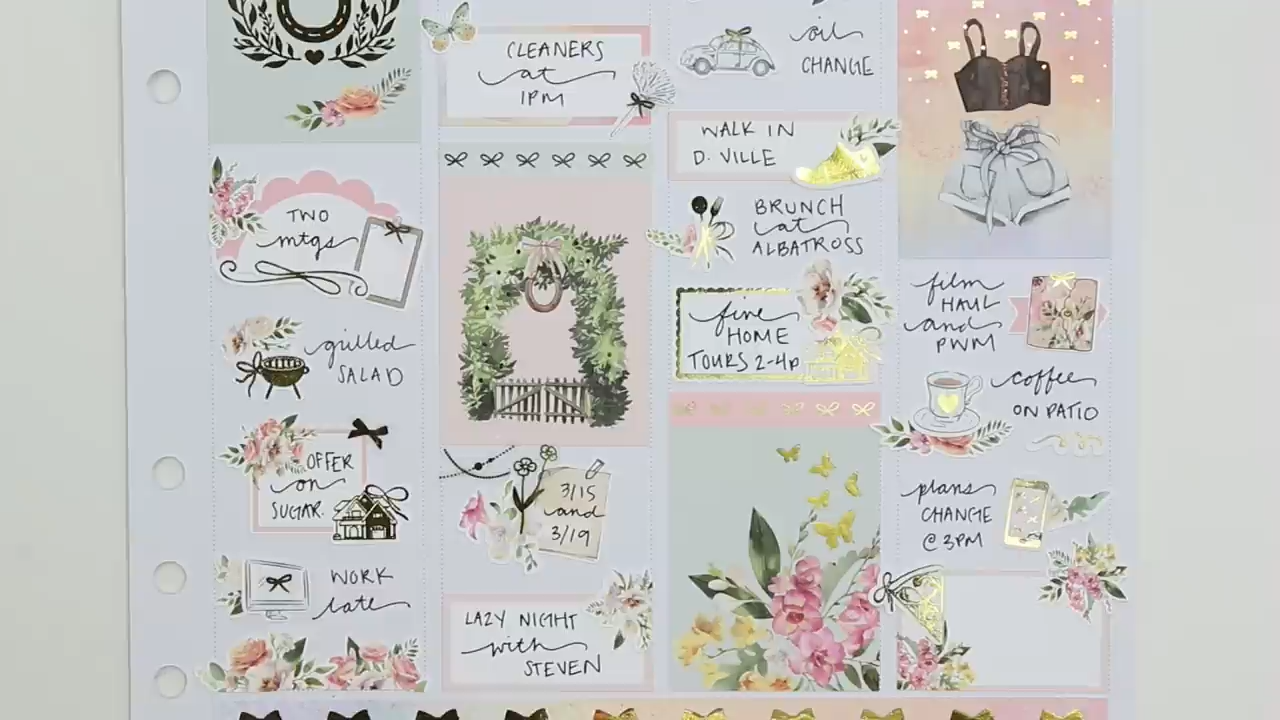 TWO
mtgs
grilled
SALAD
OFFER
on
SUGAR.
WORK
late
CLEANERS
at
1PM
3/15
and
3/19
LAZY NIGHT
with
STEVEN
oil
CHANGE
WALK IN
D. VILLE
BRUNCH
at
ALBATROSS
five
HOME
TOURS 2-4p
film
HAUL
and
PWM
coffee
ON PATIO
plans
CHANGE
@ 3PM